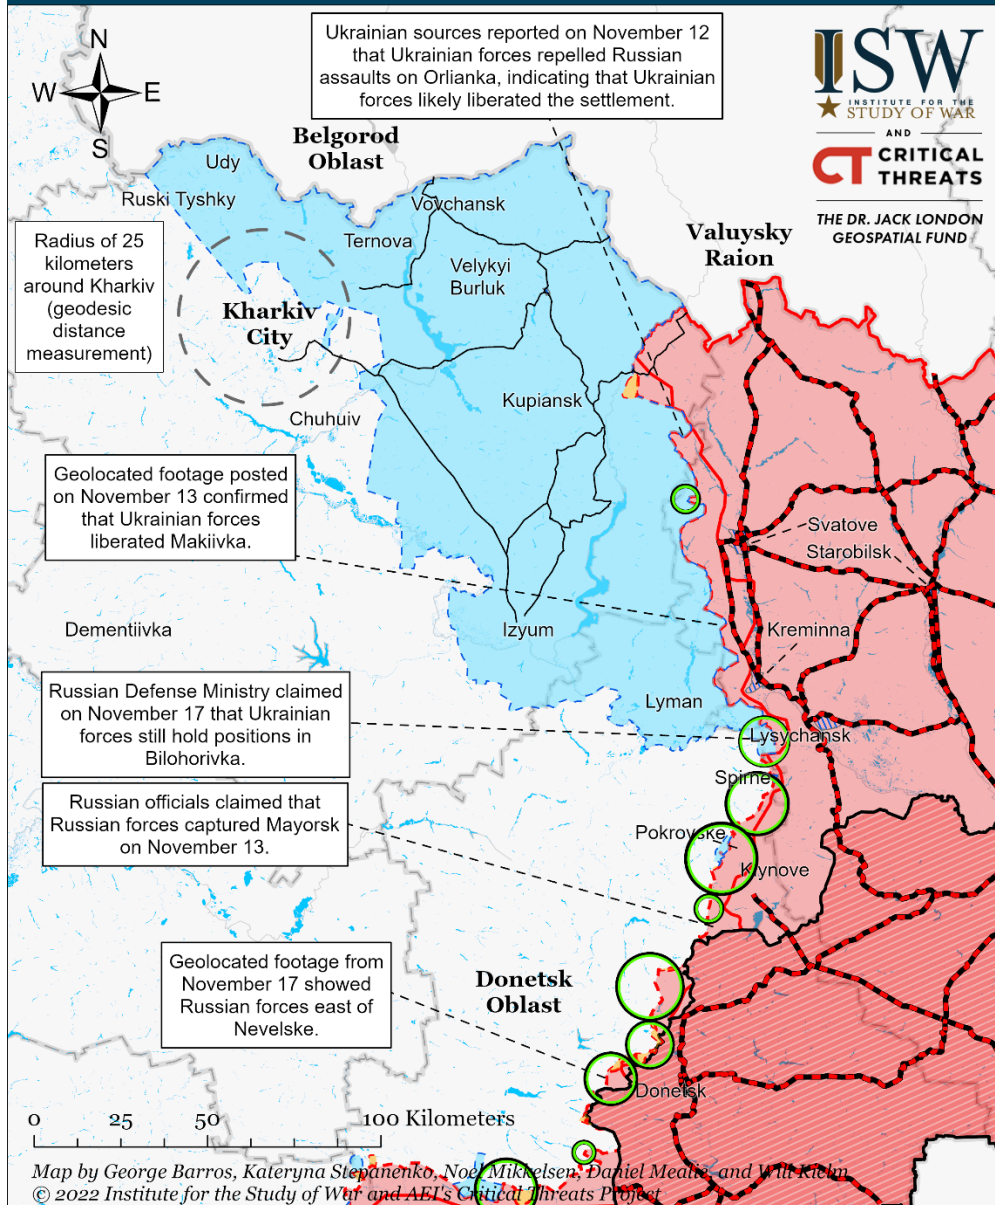 Ukrainian sources reported on November 12
that Ukrainian forces repelled Russian
assaults on Orlianka, indicating that Ukrainian
forces likely liberated the settlement.
ISW
INSTITUTE FOR THE
STUDY OF WAR
AND
CT CRITICAL
THREATS
THE DR. JACK LONDON
GEOSPATIAL FUND
N
W E
S
Belgorod
Oblast
Udy
Ruski Tyshky
Vovchansk
Ternova
Valuysky
Raion
Radius of 25
kilometers
around Kharkiv
(geodesic
distance
measurement)
Velykyi
Burluk
Kharkiv
City
Kupiansk
Chuhuiv
Geolocated footage posted
on November 13 confirmed
that Ukrainian forces
liberated Makiivka.
Svatove
Starobilsk
Dementiivka
Izyum
Kreminna
Russian Defense Ministry claimed
on November 17 that Ukrainian
forces still hold positions in
Bilohorivka.
Lyman
Lysychansk
Spirne
Russian officials claimed that
Russian forces captured Mayorsk
on November 13.
Pokrovske
Klynove
Geolocated footage from
November 17 showed
Russian forces east of
Nevelske.
Donetsk
Oblast
Donetsk
0 25 50 100 Kilometers
Map by George Barros, Kateryna Stepanenko, Noel Mikkelsen, Daniel Mealie, and Will Kielm
© 2022 Institute for the Study of War and AEI's Critical Threats Project